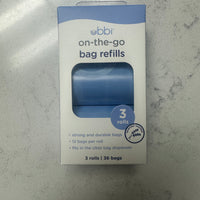 ubbi
on-the-go
bag refills
3
rolls
• strong and durable bags
• 12 bags per roll
• fits in the ubbi bag dispenser
3 rolls | 36 bags